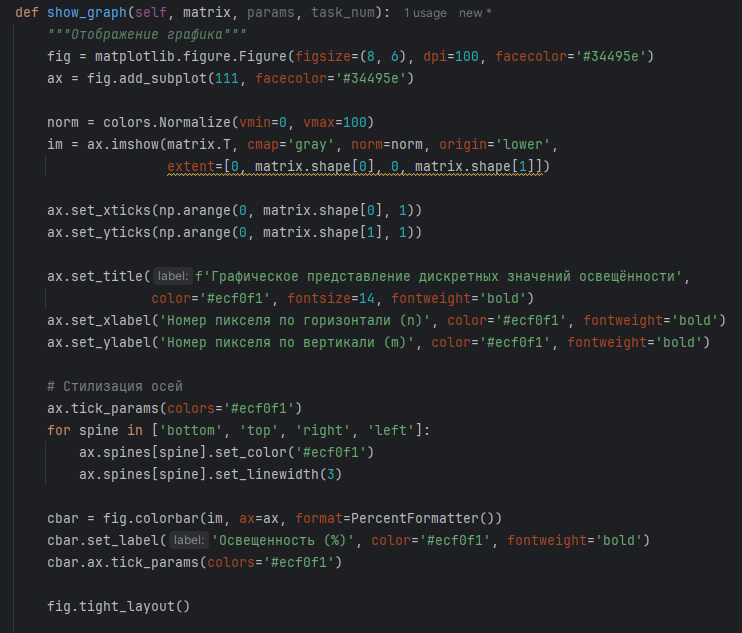 def show_graph(self, matrix, params, task_num): 1 usage new *
"""Отображение графика"""
fig = matplotlib.figure.Figure(figsize=(8, 6), dpi=100, facecolor='#34495e')
ax = fig.add_subplot(111, facecolor='#34495e')
norm = colors.Normalize(vmin=0, vmax=100)
im = ax.imshow(matrix.T, cmap='gray', norm=norm, origin='lower',
extent=[0, matrix.shape[0], 0, matrix.shape[1]])
ax.set_xticks(np.arange(0, matrix.shape[0], 1))
ax.set_yticks(np.arange(0, matrix.shape[1], 1))
ax.set_title( label: f'Графическое представление дискретных значений освещённости',
color='#ecf0f1', fontsize=14, fontweight='bold')
ax.set_xlabel('Номер пикселя по горизонтали (n)', color='#ecf0f1', fontweight='bold')
ax.set_ylabel('Номер пикселя по вертикали (m)', color='#ecf0f1', fontweight='bold')
# Стилизация осей
ax.tick_params(colors='#ecf0f1')
for spine in ['bottom', 'top', 'right', 'left']:
ax.spines[spine].set_color('#ecf0f1')
ax.spines[spine].set_linewidth(3)
cbar = fig.colorbar(im, ax=ax, format=PercentFormatter())
cbar.set_label( label: 'Освещенность (%)', color='#ecf0f1', fontweight='bold')
cbar.ax.tick_params(colors='#ecf0f1')
fig.tight_layout()